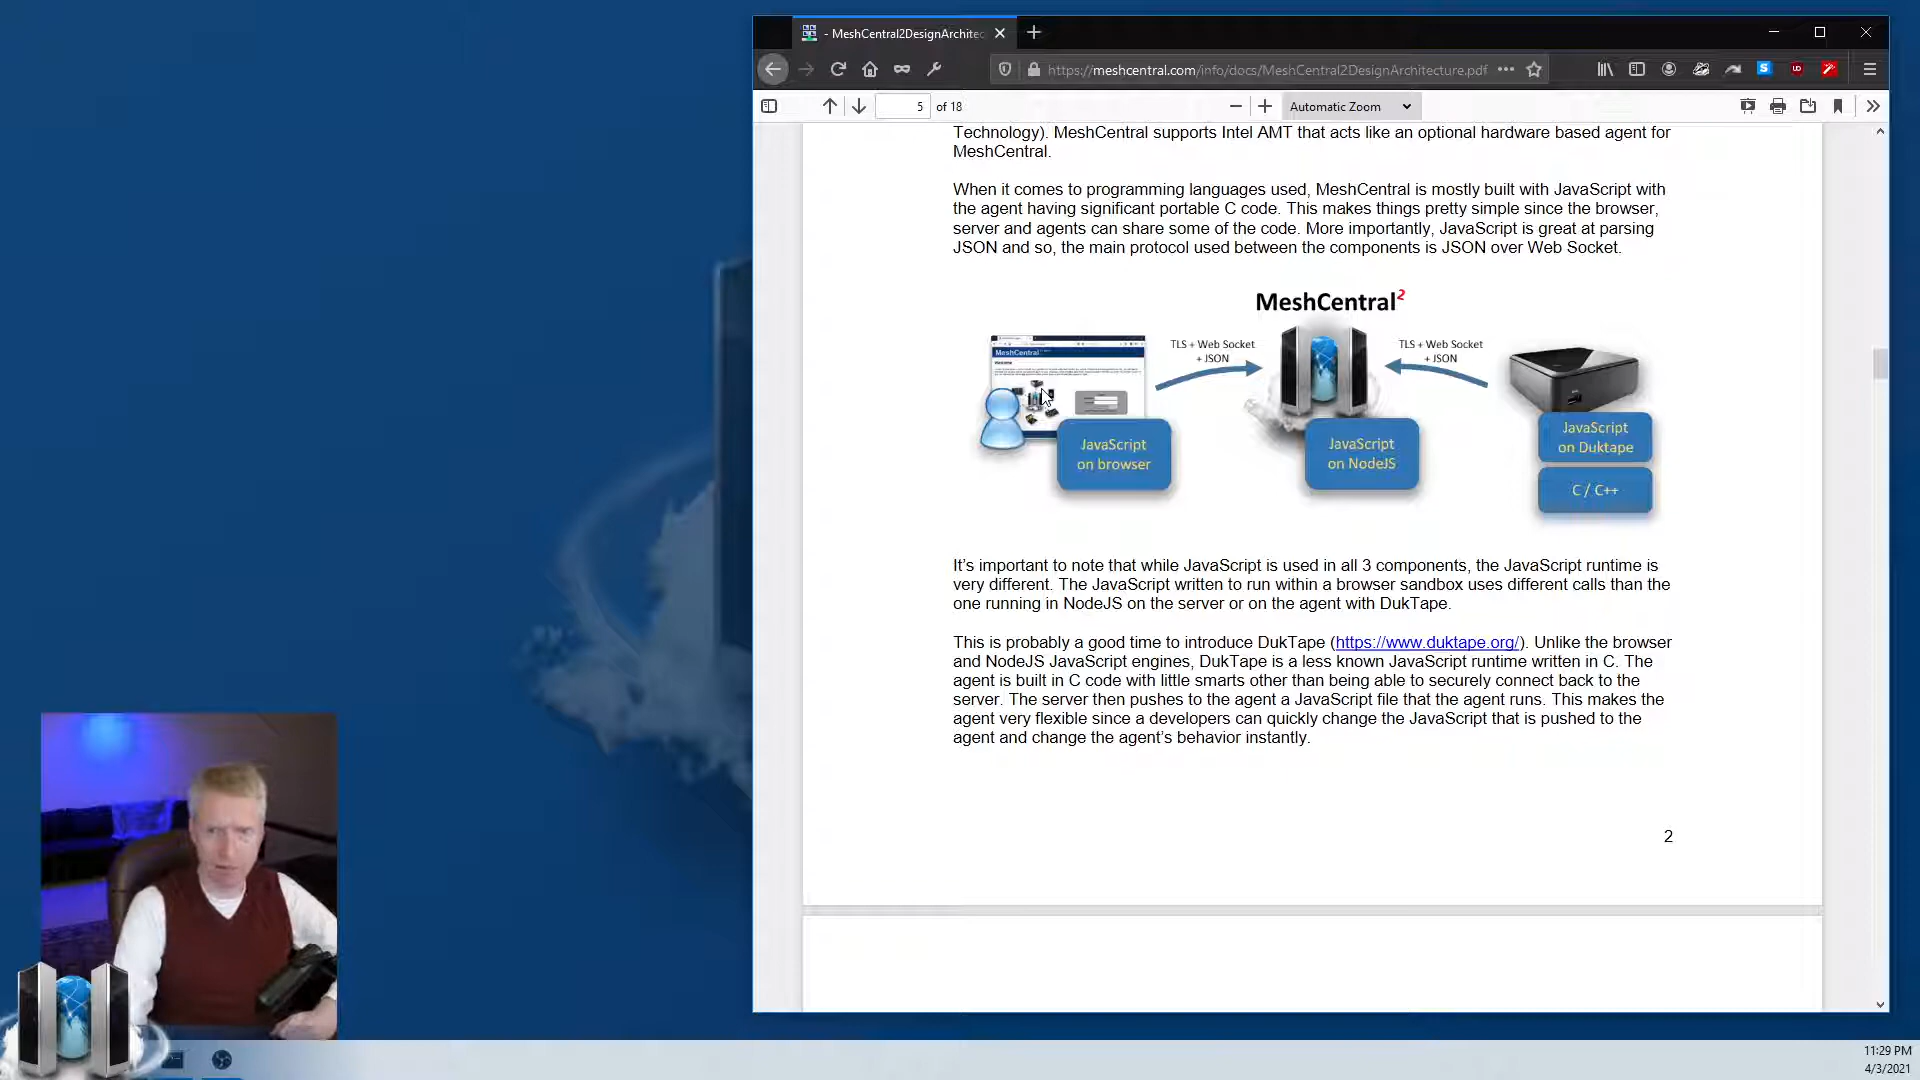 - MeshCentral2DesignArchitec
https://meshcentral.com/info/docs/MeshCentral2DesignArchitecture.pdf
5 of 18
Automatic Zoom
Technology). MeshCentral supports Intel AMT that acts like an optional hardware based agent for
MeshCentral.
When it comes to programming languages used, MeshCentral is mostly built with JavaScript with
the agent having significant portable C code. This makes things pretty simple since the browser,
server and agents can share some of the code. More importantly, JavaScript is great at parsing
JSON and so, the main protocol used between the components is JSON over Web Socket.
MeshCentral2
TLS + Web Socket
+ JSON
TLS + Web Socket
+ JSON
MeshCentral
JavaScript
on browser
JavaScript
on NodeJS
JavaScript
on Duktape
C / C++
It's important to note that while JavaScript is used in all 3 components, the JavaScript runtime is
very different. The JavaScript written to run within a browser sandbox uses different calls than the
one running in NodeJS on the server or on the agent with DukTape.
This is probably a good time to introduce DukTape (https://www.duktape.org/). Unlike the browser
and NodeJS JavaScript engines, DukTape is a less known JavaScript runtime written in C. The
agent is built in C code with little smarts other than being able to securely connect back to the
server. The server then pushes to the agent a JavaScript file that the agent runs. This makes the
agent very flexible since a developers can quickly change the JavaScript that is pushed to the
agent and change the agent's behavior instantly.
2
11:29 PM
4/3/2021